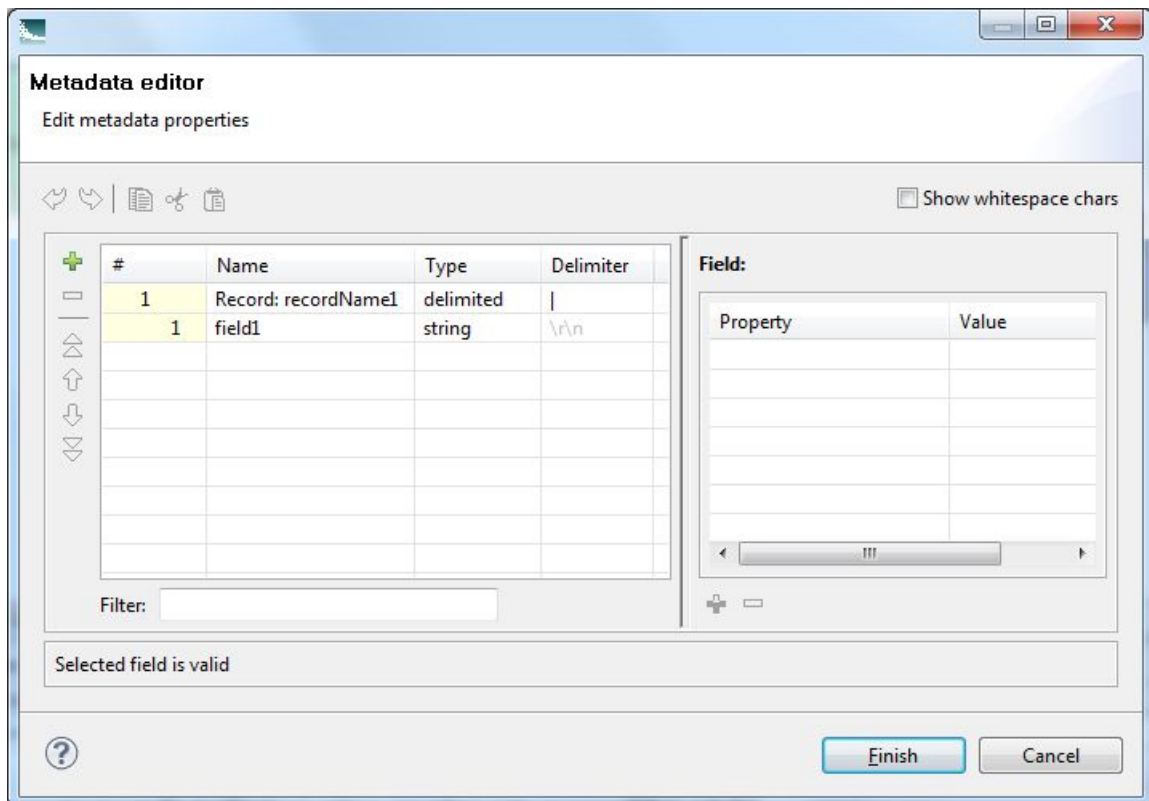 Metadata editor
Edit metadata properties
Show whitespace chars
# Name Type Delimiter
1 Record: recordName1 delimited |
1 field1 string \r\n
Filter:
Field:
Property Value
Selected field is valid
Finish Cancel